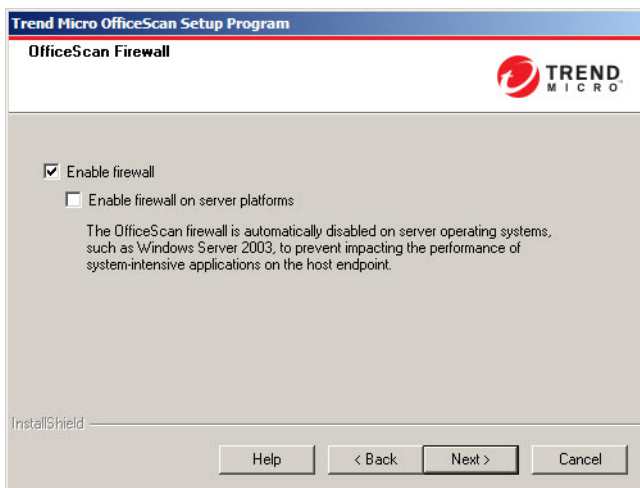 Trend Micro OfficeScan Setup Program
OfficeScan Firewall
TREND
MICRO™
Enable firewall
Enable firewall on server platforms
The OfficeScan firewall is automatically disabled on server operating systems,
such as Windows Server 2003, to prevent impacting the performance of
system-intensive applications on the host endpoint.
InstallShield
Help
< Back
Next >
Cancel